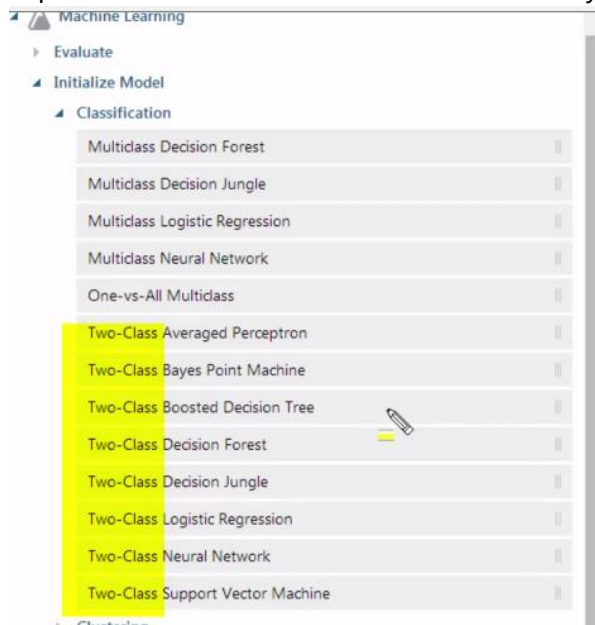 Machine Learning
Evaluate
Initialize Model
Classification
Multiclass Decision Forest
Multiclass Decision Jungle
Multiclass Logistic Regression
Multiclass Neural Network
One-vs-All Multiclass
Two-Class Averaged Perceptron
Two-Class Bayes Point Machine
Two-Class Boosted Decision Tree
Two-Class Decision Forest
Two-Class Decision Jungle
Two-Class Logistic Regression
Two-Class Neural Network
Two-Class Support Vector Machine
Clustering